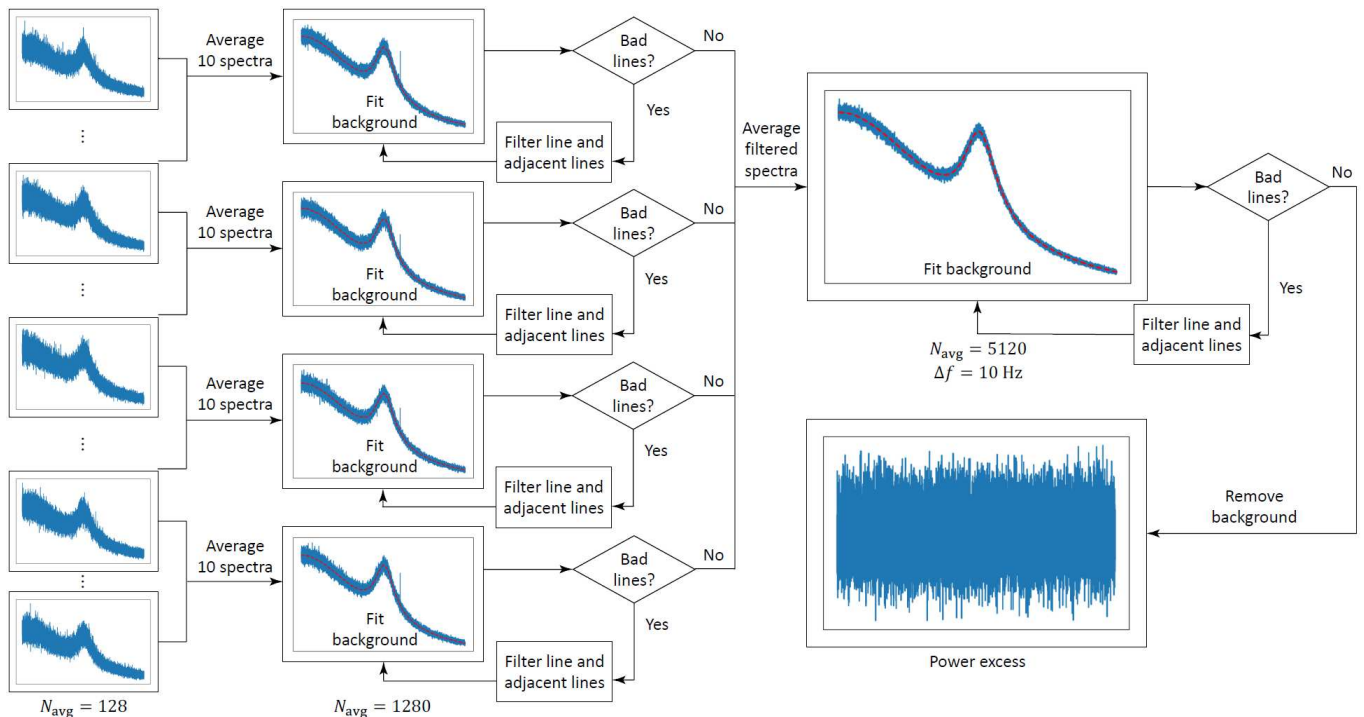 Average
10 spectra
Fit
background
Bad
lines?
No
Yes
Filter line and
adjacent lines
⋮
Average
10 spectra
Fit
background
Bad
lines?
No
Yes
Filter line and
adjacent lines
Average
10 spectra
Fit
background
Bad
lines?
No
Yes
Filter line and
adjacent lines
⋮
Average
10 spectra
Fit
background
Bad
lines?
No
Yes
Filter line and
adjacent lines
⋯
N_avg = 128
N_avg = 1280
Average
filtered
spectra
Fit background
Bad
lines?
No
Yes
Filter line and
adjacent lines
N_avg = 5120
Δf = 10 Hz
Remove
background
Power excess